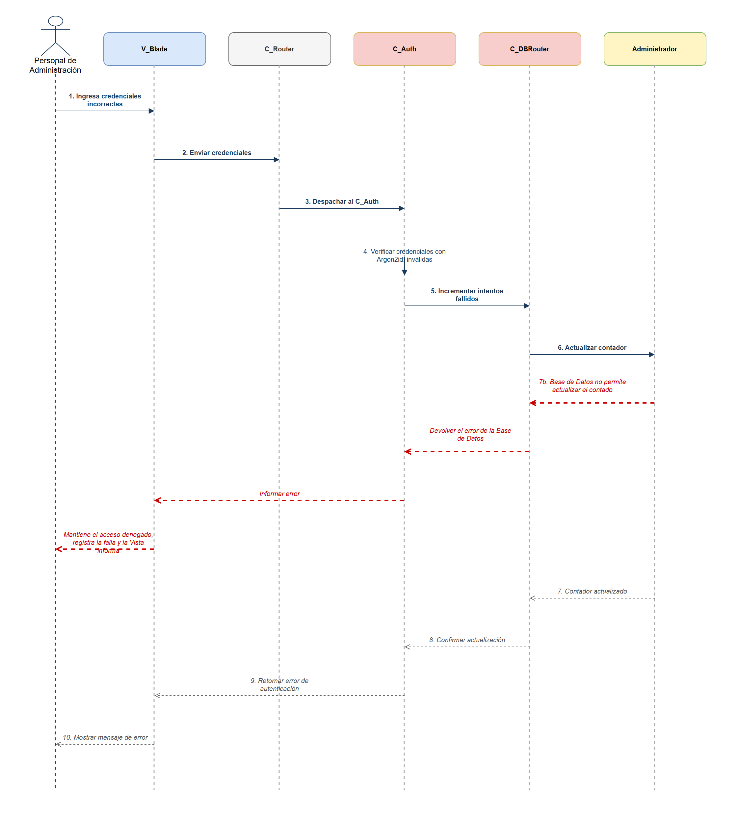 Personal de
Administración
V_Blade
C_Router
C_Auth
C_DBRouter
Administrador
1. Ingresa credenciales
incorrectas
2. Enviar credenciales
3. Despachar al C_Auth
4. Verificar credenciales con
Argon2id, inválidas
5. Incrementar intentos
fallidos
6. Actualizar contador
7b. Base de Datos no permite
actualizar el contado
Devolver el error de la Base
de Datos
Informar error
Mantiene el acceso denegado,
registra la falla y la Vista
informa
7. Contador actualizado
8. Confirmar actualización
9. Retornar error de
autenticación
10. Mostrar mensaje de error